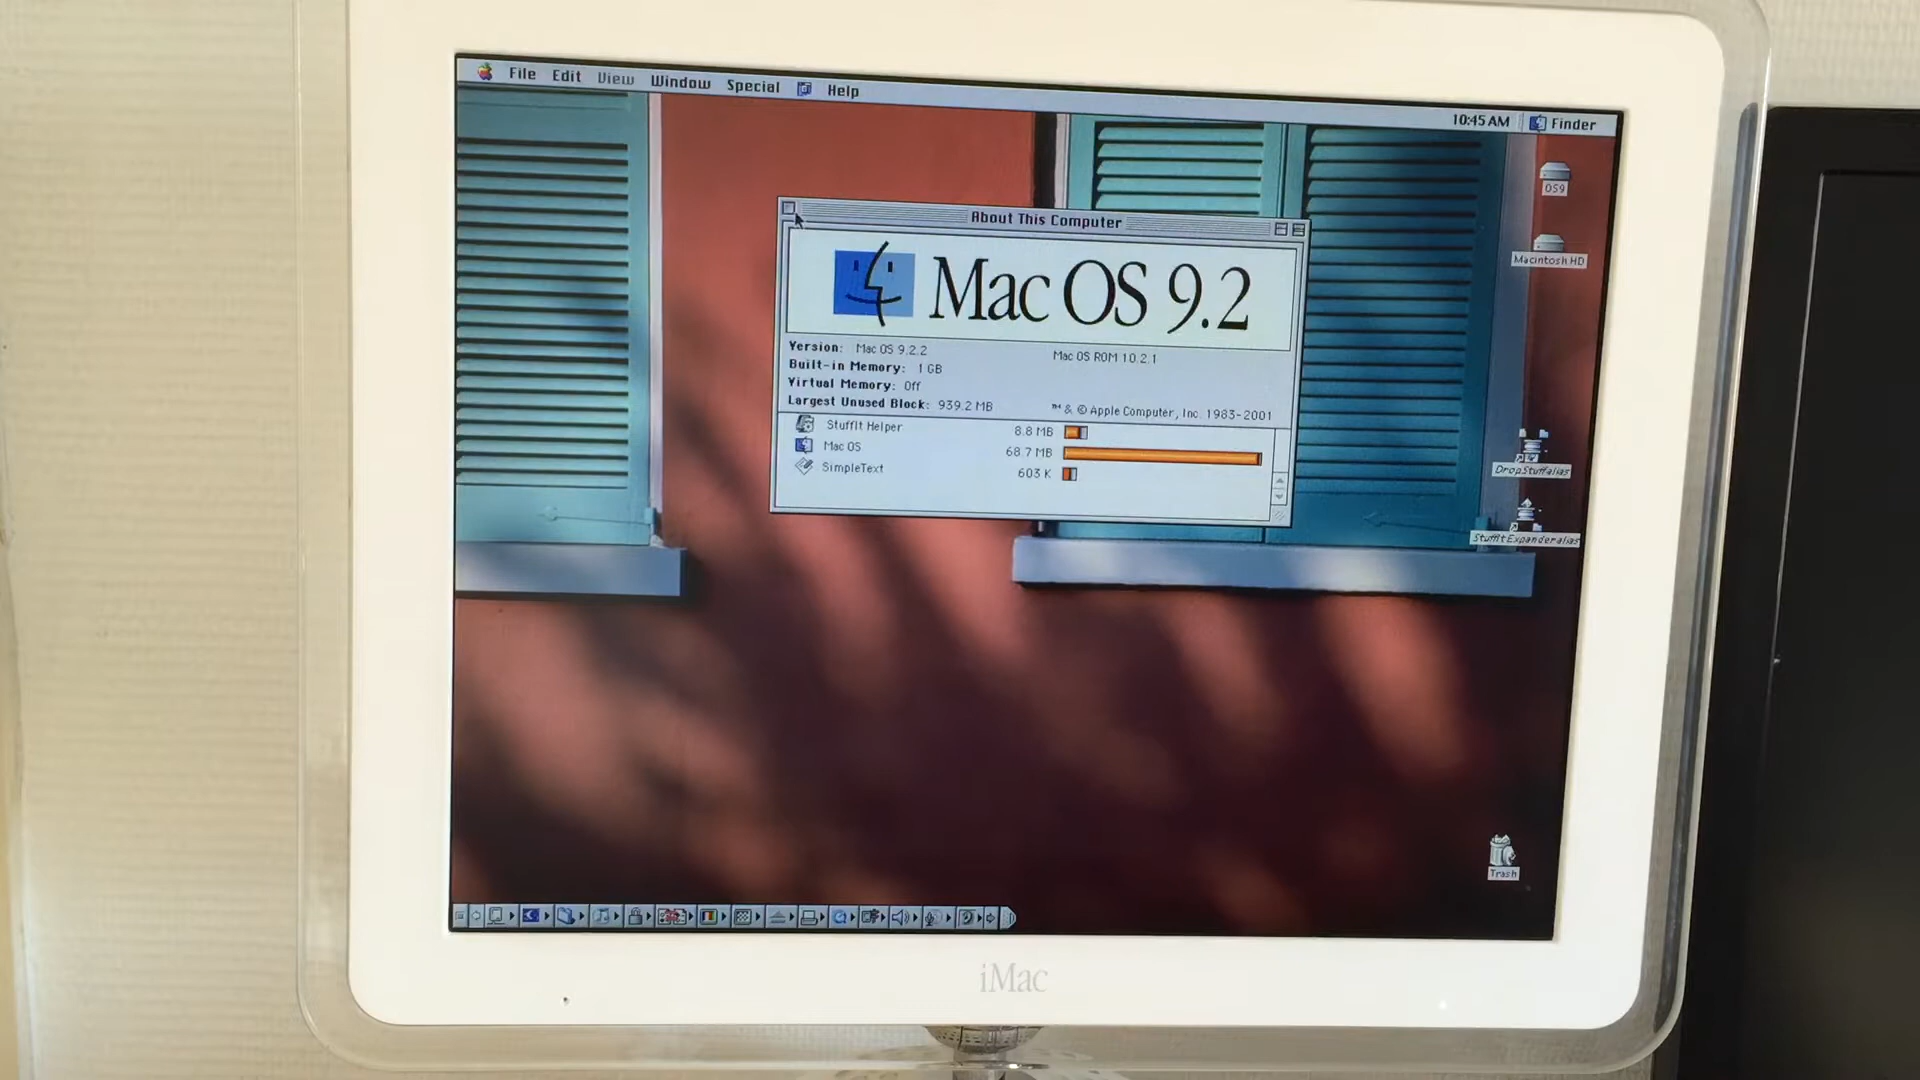 File Edit View Window Special Help
10:45 AM Finder
OS9
Macintosh HD
About This Computer
Mac OS 9.2
Version: Mac OS 9.2.2 Mac OS ROM 10.2.1
Built-in Memory: 1 GB
Virtual Memory: Off
Largest Unused Block: 939.2 MB ™ & © Apple Computer, Inc. 1983-2001
StuffIt Helper 8.8 MB
Mac OS 68.7 MB
SimpleText 603 K
DropStuff alias
StuffIt Expander alias
Trash
iMac